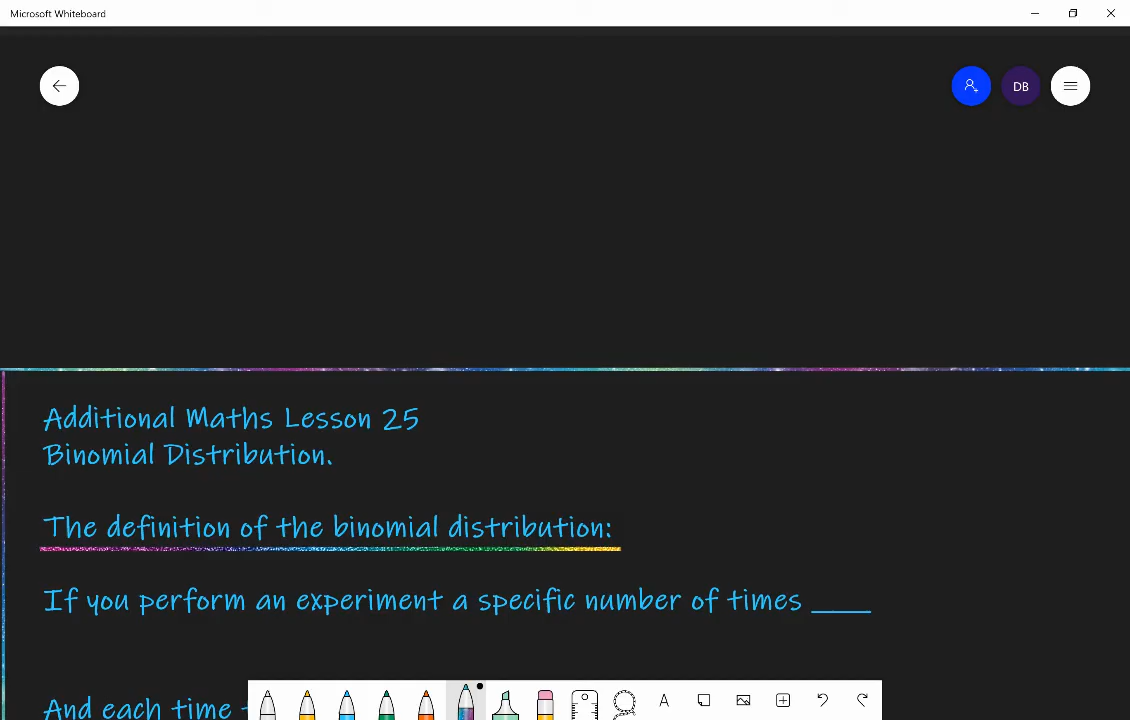 Microsoft Whiteboard
DB
Additional Maths Lesson 25
Binomial Distribution.
The definition of the binomial distribution:
If you perform an experiment a specific number of times ____
And each time
A